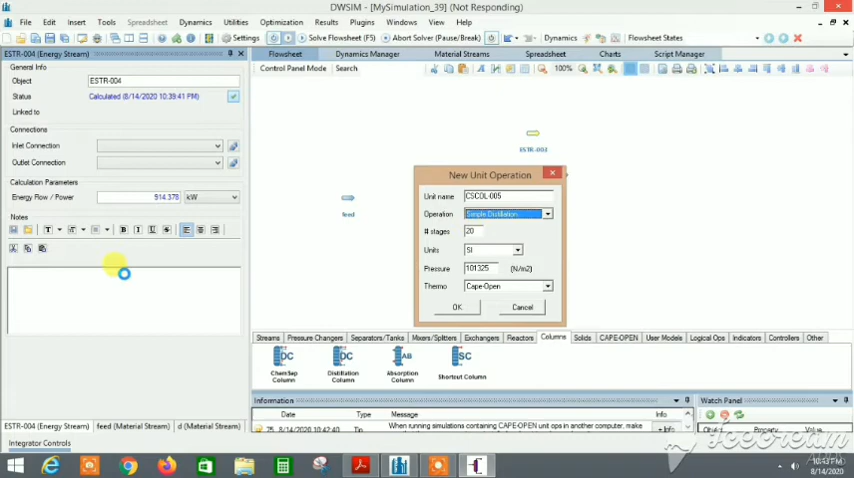 DWSIM - [MySimulation_39] (Not Responding)
File Edit Insert Tools Spreadsheet Dynamics Utilities Optimization Results Plugins Windows View Help
Settings Solve Flowsheet (F5) Abort Solver (Pause/Break) Dynamics Flowsheet States
ESTR-004 (Energy Stream)
Flowsheet Dynamics Manager Material Streams Spreadsheet Charts Script Manager
Control Panel Mode Search 100%
General Info
Object ESTR-004
Status Calculated (8/14/2020 10:39:41 PM)
Linked to
Connections
Inlet Connection
Outlet Connection
Calculation Parameters
Energy Flow / Power 914.378 kW
Notes
feed
ESTR-003
New Unit Operation
Unit name CSCOL-005
Operation Simple Distillation
# stages 20
Units SI
Pressure 101325 (N/m2)
Thermo Cape-Open
OK Cancel
Streams Pressure Changers Separators/Tanks Mixers/Splitters Exchangers Reactors Columns Solids CAPE-OPEN User Models Logical Ops Indicators Controllers Other
ChemSep Column
Distillation Column
Absorption Column
Shortcut Column
Information
Watch Panel
Date Type Message Info
75 8/14/2020 10:42:40 Tip When running simulations containing CAPE-OPEN unit ops in another computer, make + Info
Object Property Value
ESTR-004 (Energy Stream) feed (Material Stream) d (Material Stream)
Integrator Controls
icecream
APPS
10:43 PM
8/14/2020